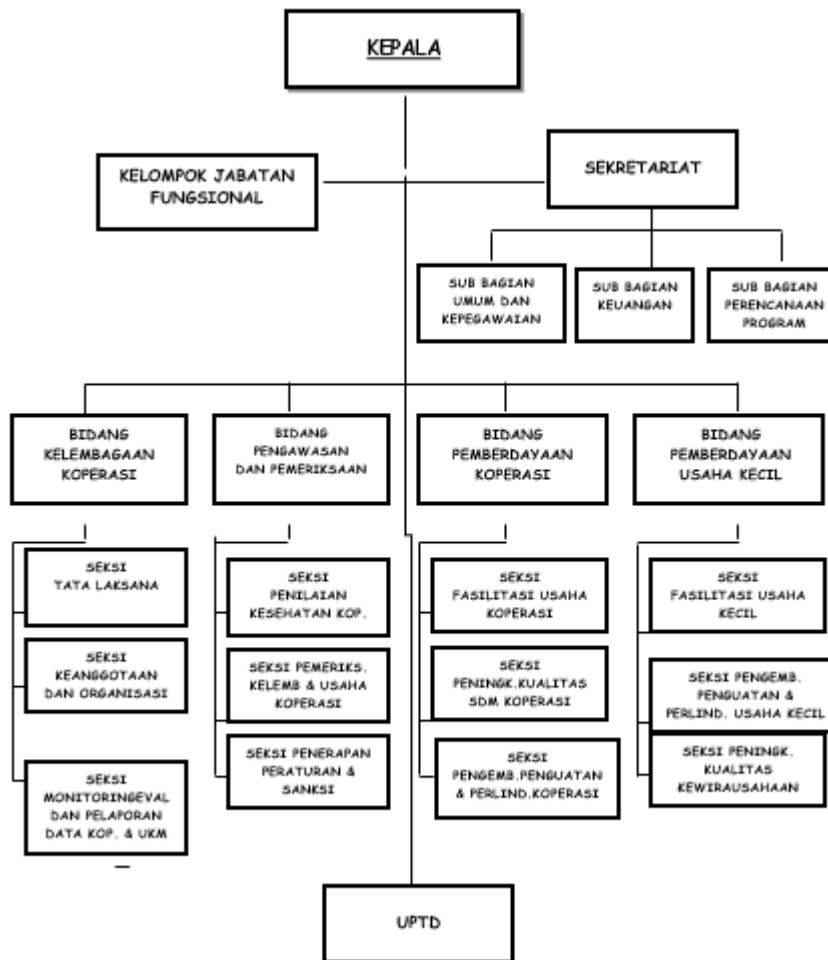 KEPALA
KELOMPOK JABATAN
FUNGSIONAL
SEKRETARIAT
SUB BAGIAN
UMUM DAN
KEPEGAWAIAN
SUB BAGIAN
KEUANGAN
SUB BAGIAN
PERENCANAAN
PROGRAM
BIDANG
KELEMBAGAAN
KOPERASI
BIDANG
PENGAWASAN
DAN PEMERIKSAAN
BIDANG
PEMBERDAYAAN
KOPERASI
BIDANG
PEMBERDAYAAN
USAHA KECIL
SEKSI
TATA LAKSANA
SEKSI
KEANGGOTAAN
DAN ORGANISASI
SEKSI
MONITORINGEVAL
DAN PELAPORAN
DATA KOP. & UKM
SEKSI
PENILAIAN
KESEHATAN KOP.
SEKSI PEMERIKS.
KELEMB & USAHA
KOPERASI
SEKSI PENERAPAN
PERATURAN &
SANKSI
SEKSI
FASILITASI USAHA
KOPERASI
SEKSI
PENINGK.KUALITAS
SDM KOPERASI
SEKSI
PENGEMB.PENGUATAN
& PERLIND.KOPERASI
SEKSI
FASILITASI USAHA
KECIL
SEKSI PENGEMB.
PENGUATAN &
PERLIND. USAHA KECIL
SEKSI PENINGK.
KUALITAS
KEWIRAUSAHAAN
UPTD